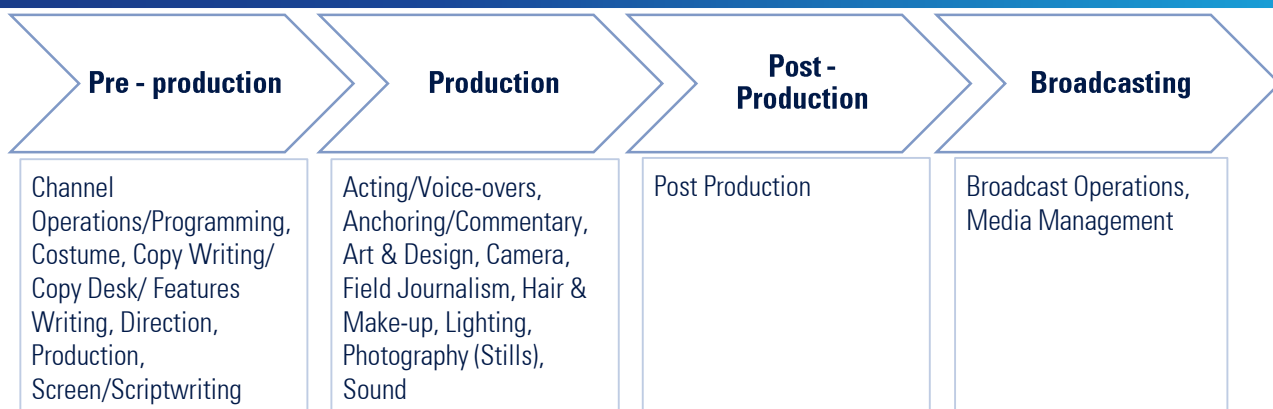 Pre - production
Production
Post -
Production
Broadcasting
Channel
Operations/Programming,
Costume, Copy Writing/
Copy Desk/ Features
Writing, Direction,
Production,
Screen/Scriptwriting
Acting/Voice-overs,
Anchoring/Commentary,
Art & Design, Camera,
Field Journalism, Hair &
Make-up, Lighting,
Photography (Stills),
Sound
Post Production
Broadcast Operations,
Media Management